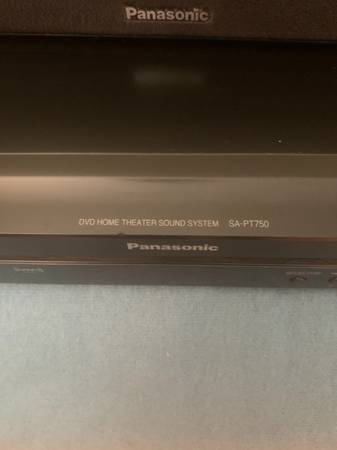 Panasonic
DVD HOME THEATER SOUND SYSTEM SA-PT750
Panasonic